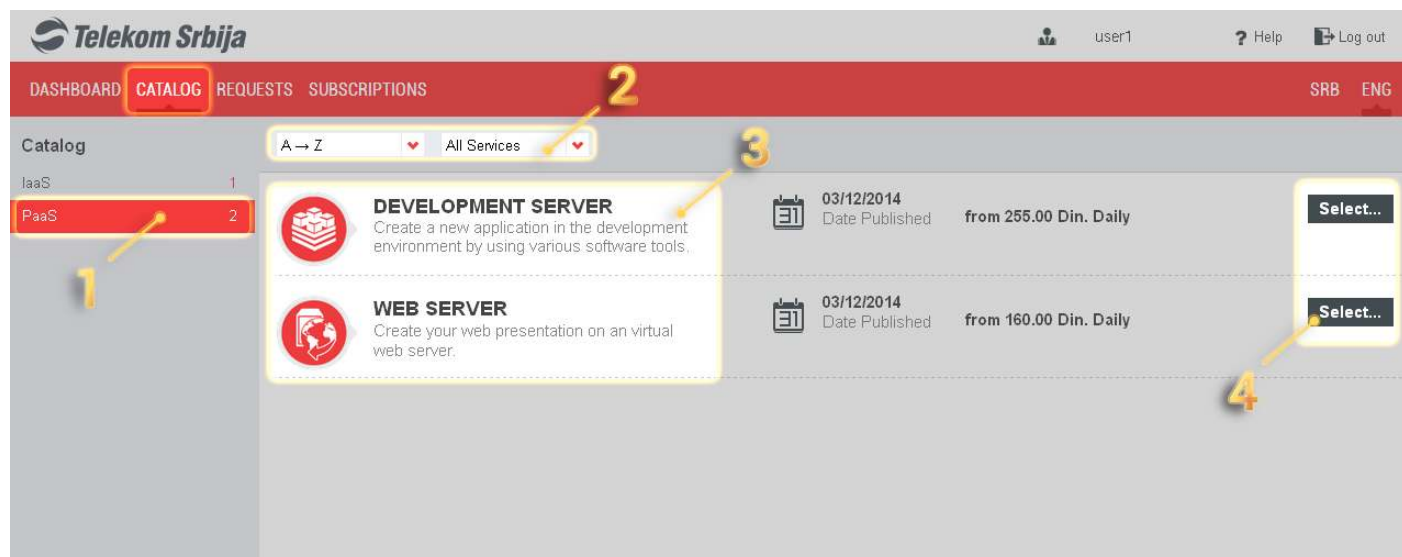 Telekom Srbija
user1
? Help
Log out
DASHBOARD CATALOG REQUESTS SUBSCRIPTIONS
SRB ENG
2
Catalog
A → Z
All Services
3
IaaS 1
PaaS 2
1
DEVELOPMENT SERVER
Create a new application in the development
environment by using various software tools.
31
03/12/2014
Date Published
from 255.00 Din. Daily
Select...
WEB SERVER
Create your web presentation on an virtual
web server.
31
03/12/2014
Date Published
from 160.00 Din. Daily
Select...
4